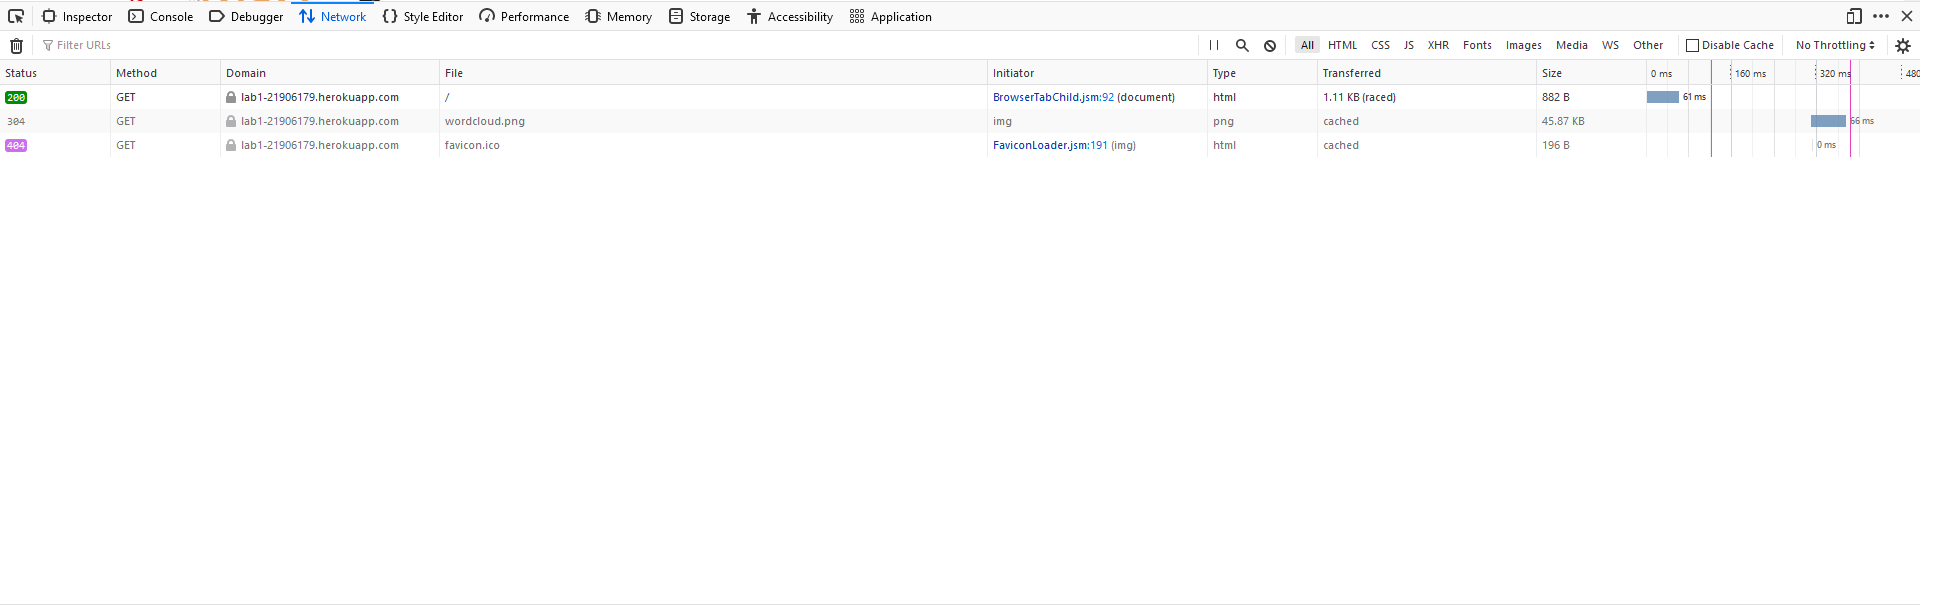 Inspector Console Debugger Network Style Editor Performance Memory Storage Accessibility Application
Filter URLs All HTML CSS JS XHR Fonts Images Media WS Other Disable Cache No Throttling
Status Method Domain File Initiator Type Transferred Size 0 ms 160 ms 320 ms 480
200 GET lab1-21906179.herokuapp.com / BrowserTabChild.jsm:92 (document) html 1.11 KB (raced) 882 B 61 ms
304 GET lab1-21906179.herokuapp.com wordcloud.png img png cached 45.87 KB 66 ms
404 GET lab1-21906179.herokuapp.com favicon.ico FaviconLoader.jsm:191 (img) html cached 196 B 0 ms